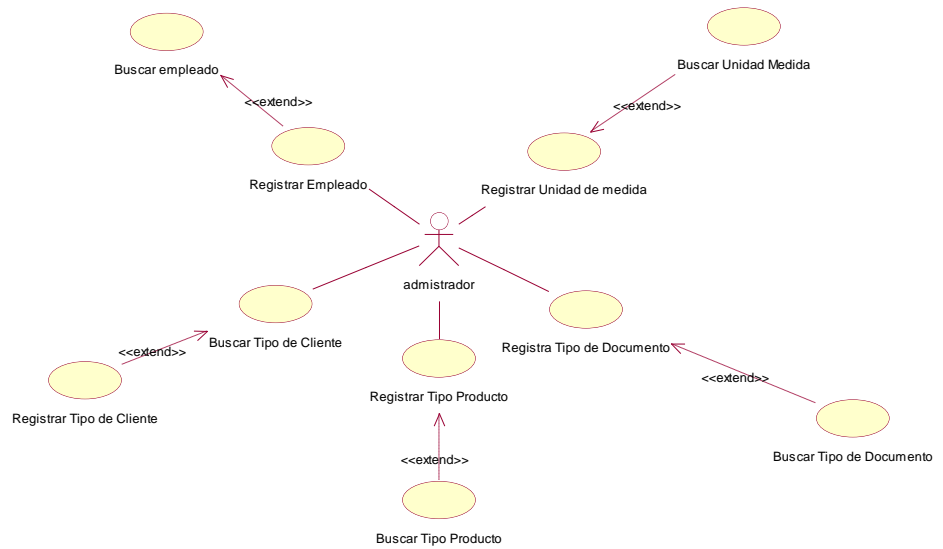 Buscar empleado
Buscar Unidad Medida
<<extend>>
<<extend>>
Registrar Empleado
Registrar Unidad de medida
admistrador
Buscar Tipo de Cliente
Registra Tipo de Documento
<<extend>>
<<extend>>
Registrar Tipo de Cliente
Registrar Tipo Producto
<<extend>>
Buscar Tipo de Documento
Buscar Tipo Producto